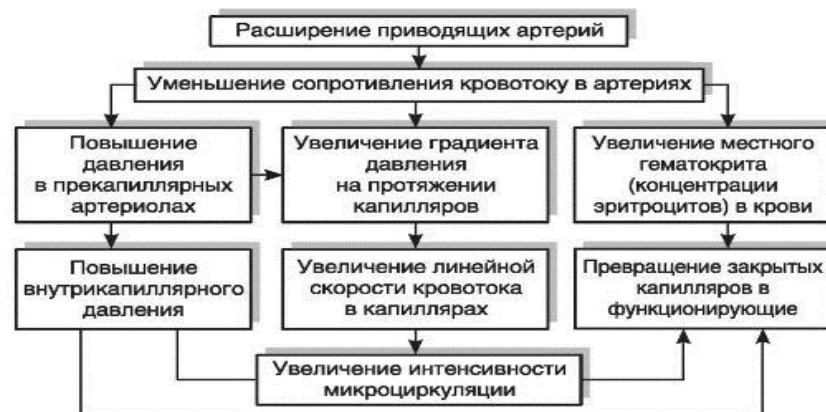 Расширение приводящих артерий
Уменьшение сопротивления кровотоку в артериях
Повышение
давления
в прекапиллярных
артериолах
Увеличение градиента
давления
на протяжении
капилляров
Увеличение местного
гематокрита
(концентрации
эритроцитов) в крови
Повышение
внутрикапиллярного
давления
Увеличение линейной
скорости кровотока
в капиллярах
Превращение закрытых
капилляров в
функционирующие
Увеличение интенсивности
микроциркуляции